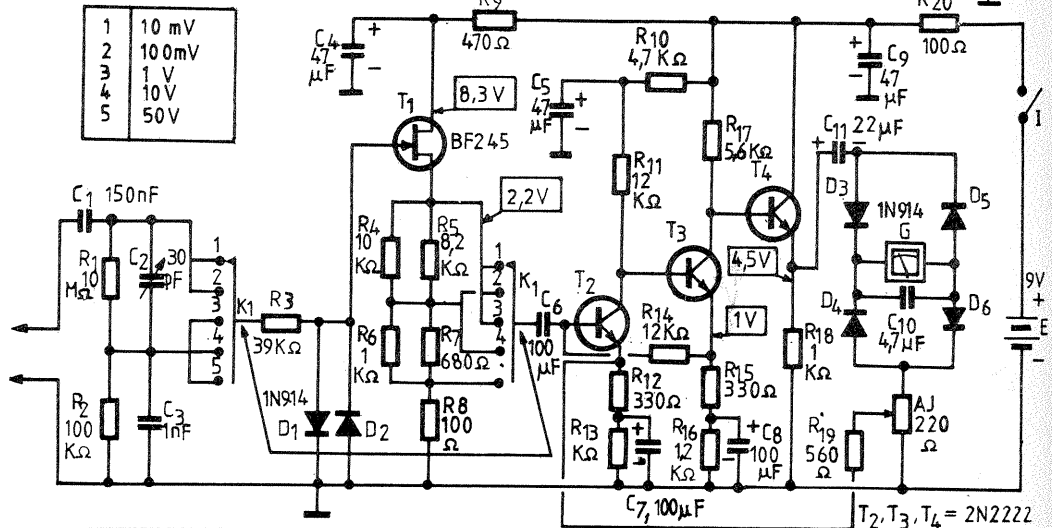 1 10 mV
2 100mV
3 1 V
4 10V
5 50V
C4
47
µF
+
-
R9
470Ω
R10
4,7 KΩ
R20
100Ω
+
-
C9
47
µF
8,3V
T1
BF245
C5
47
µF
+
-
R17
5,6KΩ
C11 22µF
+
-
I
R11
12
KΩ
T4
D3
1N914
D5
G
C1 150nF
2,2V
R4
10
KΩ
R5
8,2
KΩ
T3
4,5V
R1
10
MΩ
C2
30
pF
1
2
3
4
5
K1
R3
39KΩ
1
2
3
4
K1
C6
100
µF
T2
R14
12KΩ
1V
R18
1
KΩ
D4
C10
4,7µF
D6
9V
+
E
-
R6
1
KΩ
R7
680Ω
R2
100
KΩ
C3
1nF
1N914
D1
D2
R8
100
Ω
R12
330Ω
R15
330Ω
R13
KΩ
+
-
R16
1,2
KΩ
+
-
C8
100
µF
R19
560
Ω
AJ
220
Ω
C7, 100µF
T2, T3, T4 = 2N2222